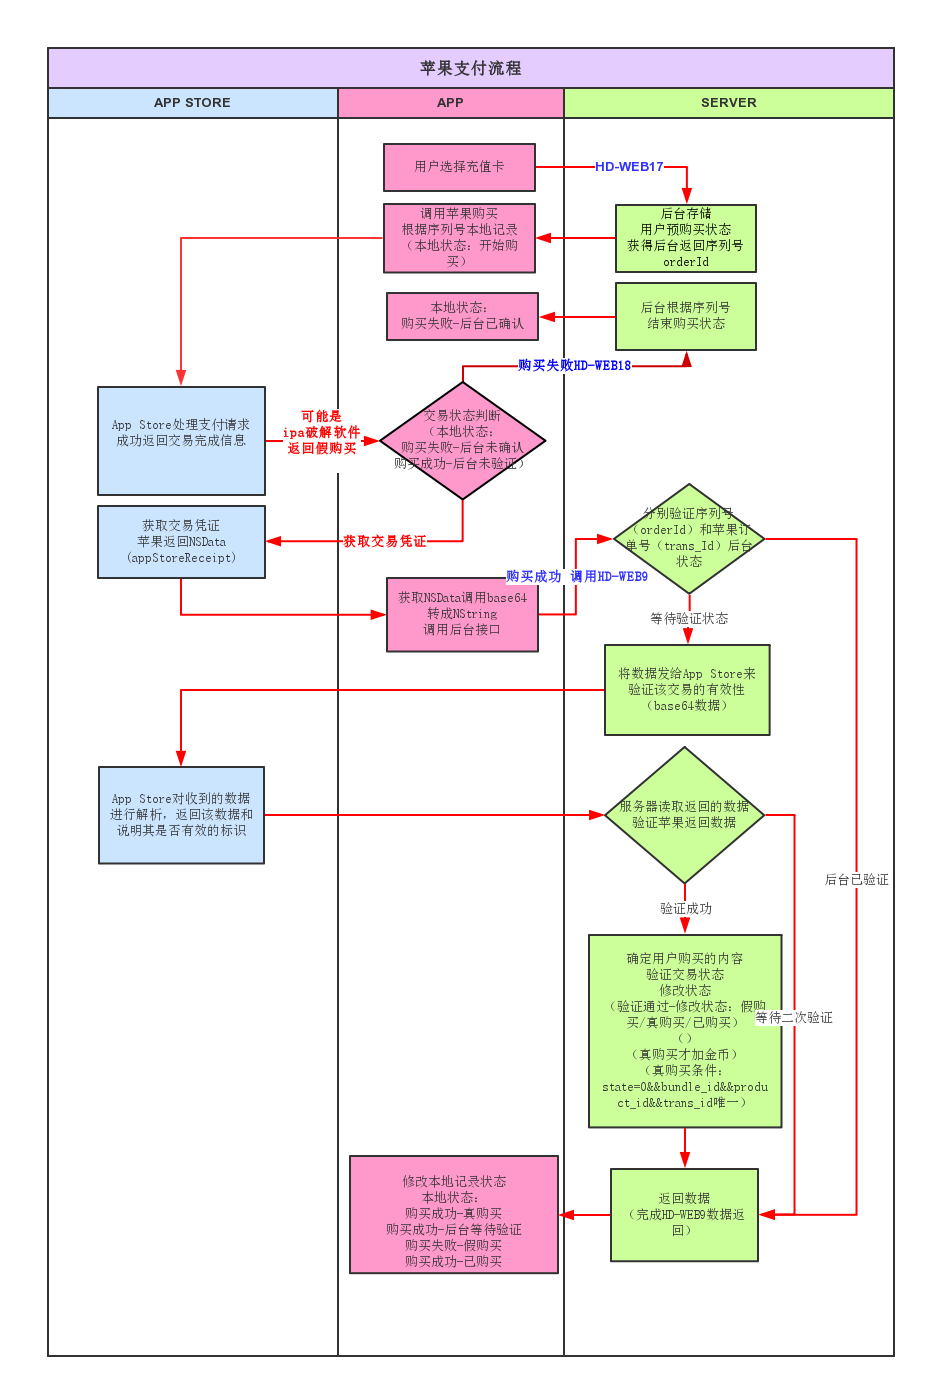 苹果支付流程
APP STORE
APP
SERVER
用户选择充值卡
HD-WEB17
调用苹果购买
根据序列号本地记录
（本地状态：开始购
买）
后台存储
用户预购买状态
获得后台返回序列号
orderId
本地状态：
购买失败-后台已确认
后台根据序列号
结束购买状态
购买失败HD-WEB18
App Store处理支付请求
成功返回交易完成信息
可能是
ipa破解软件
返回假购买
交易状态判断
（本地状态：
购买失败-后台未确认
购买成功-后台未验证）
获取交易凭证
苹果返回NSData
(appStoreReceipt)
获取交易凭证
分别验证序列号
（orderId）和苹果订
单号（trans_Id）后台
状态
购买成功 调用HD-WEB9
获取NSData调用base64
转成NString
调用后台接口
等待验证状态
将数据发给App Store来
验证该交易的有效性
（base64数据）
App Store对收到的数据
进行解析，返回该数据和
说明其是否有效的标识
服务器读取返回的数据
验证苹果返回数据
后台已验证
验证成功
确定用户购买的内容
验证交易状态
修改状态
（验证通过-修改状态：假购
买/真购买/已购买）
（）
（真购买才加金币）
（真购买条件：
state=0&&bundle_id&&produ
ct_id&&trans_id唯一）
等待二次验证
修改本地记录状态
本地状态：
购买成功-真购买
购买成功-后台等待验证
购买失败-假购买
购买成功-已购买
返回数据
（完成HD-WEB9数据返
回）